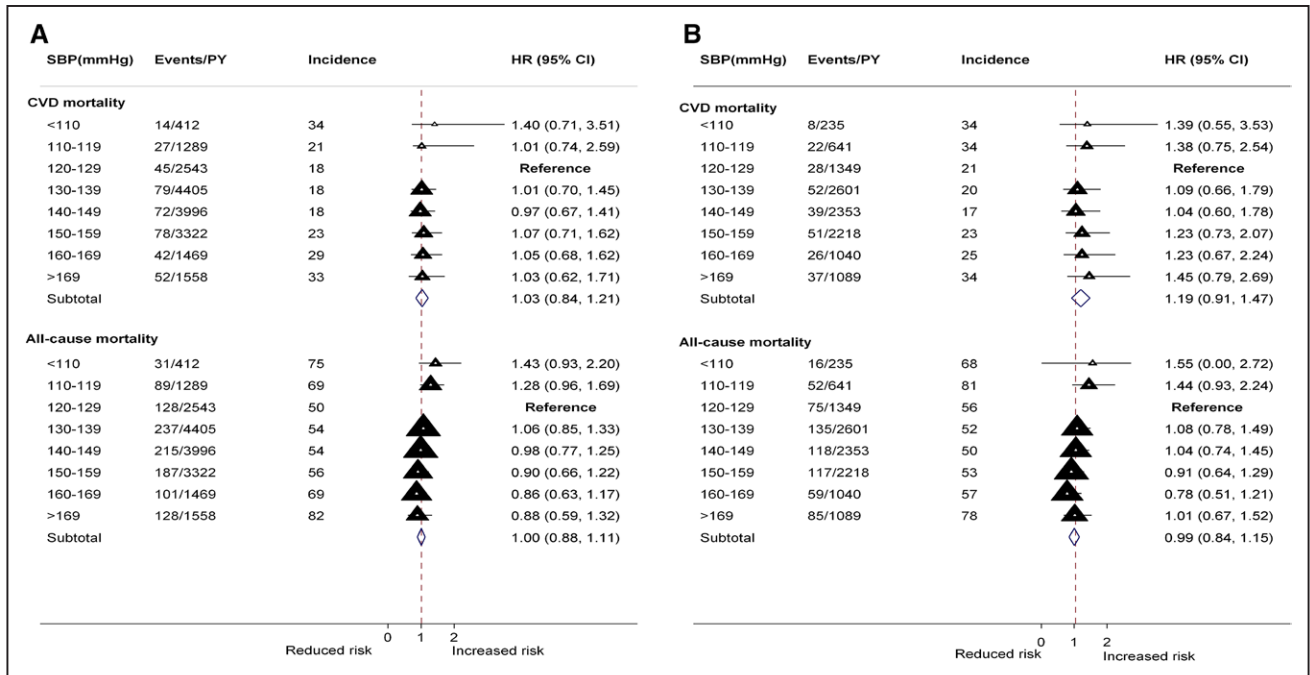 A
SBP(mmHg) Events/PY Incidence HR (95% CI)
CVD mortality
<110 14/412 34 1.40 (0.71, 3.51)
110-119 27/1289 21 1.01 (0.74, 2.59)
120-129 45/2543 18 Reference
130-139 79/4405 18 1.01 (0.70, 1.45)
140-149 72/3996 18 0.97 (0.67, 1.41)
150-159 78/3322 23 1.07 (0.71, 1.62)
160-169 42/1469 29 1.05 (0.68, 1.62)
>169 52/1558 33 1.03 (0.62, 1.71)
Subtotal 1.03 (0.84, 1.21)
All-cause mortality
<110 31/412 75 1.43 (0.93, 2.20)
110-119 89/1289 69 1.28 (0.96, 1.69)
120-129 128/2543 50 Reference
130-139 237/4405 54 1.06 (0.85, 1.33)
140-149 215/3996 54 0.98 (0.77, 1.25)
150-159 187/3322 56 0.90 (0.66, 1.22)
160-169 101/1469 69 0.86 (0.63, 1.17)
>169 128/1558 82 0.88 (0.59, 1.32)
Subtotal 1.00 (0.88, 1.11)
0 1 2
Reduced risk Increased risk
B
SBP(mmHg) Events/PY Incidence HR (95% CI)
CVD mortality
<110 8/235 34 1.39 (0.55, 3.53)
110-119 22/641 34 1.38 (0.75, 2.54)
120-129 28/1349 21 Reference
130-139 52/2601 20 1.09 (0.66, 1.79)
140-149 39/2353 17 1.04 (0.60, 1.78)
150-159 51/2218 23 1.23 (0.73, 2.07)
160-169 26/1040 25 1.23 (0.67, 2.24)
>169 37/1089 34 1.45 (0.79, 2.69)
Subtotal 1.19 (0.91, 1.47)
All-cause mortality
<110 16/235 68 1.55 (0.00, 2.72)
110-119 52/641 81 1.44 (0.93, 2.24)
120-129 75/1349 56 Reference
130-139 135/2601 52 1.08 (0.78, 1.49)
140-149 118/2353 50 1.04 (0.74, 1.45)
150-159 117/2218 53 0.91 (0.64, 1.29)
160-169 59/1040 57 0.78 (0.51, 1.21)
>169 85/1089 78 1.01 (0.67, 1.52)
Subtotal 0.99 (0.84, 1.15)
0 1 2
Reduced risk Increased risk